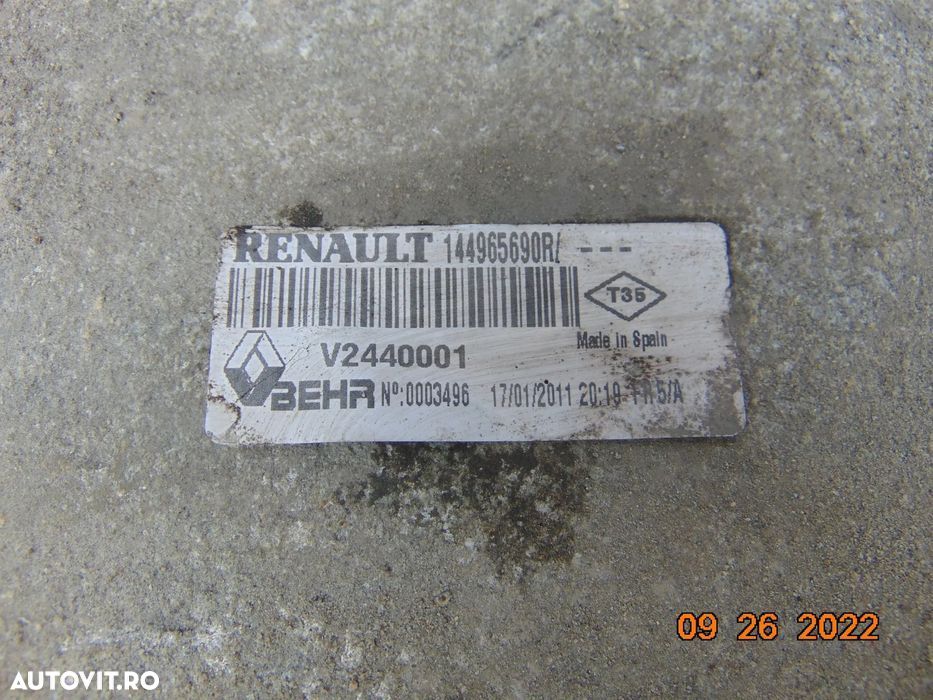 RENAULT 144965690R/ ---
T35
Made in Spain
V2440001
BEHR Nº:0003496 17/01/2011 20:19
09 26 2022
AUTOVIT.RO